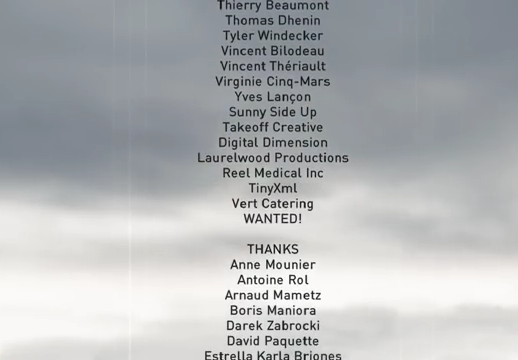 Thierry Beaumont
Thomas Dhenin
Tyler Windecker
Vincent Bilodeau
Vincent Thériault
Virginie Cinq-Mars
Yves Lançon
Sunny Side Up
Takeoff Creative
Digital Dimension
Laurelwood Productions
Reel Medical Inc
TinyXml
Vert Catering
WANTED!
THANKS
Anne Mounier
Antoine Rol
Arnaud Mametz
Boris Maniora
Darek Zabrocki
David Paquette
Estrella Karla Briones